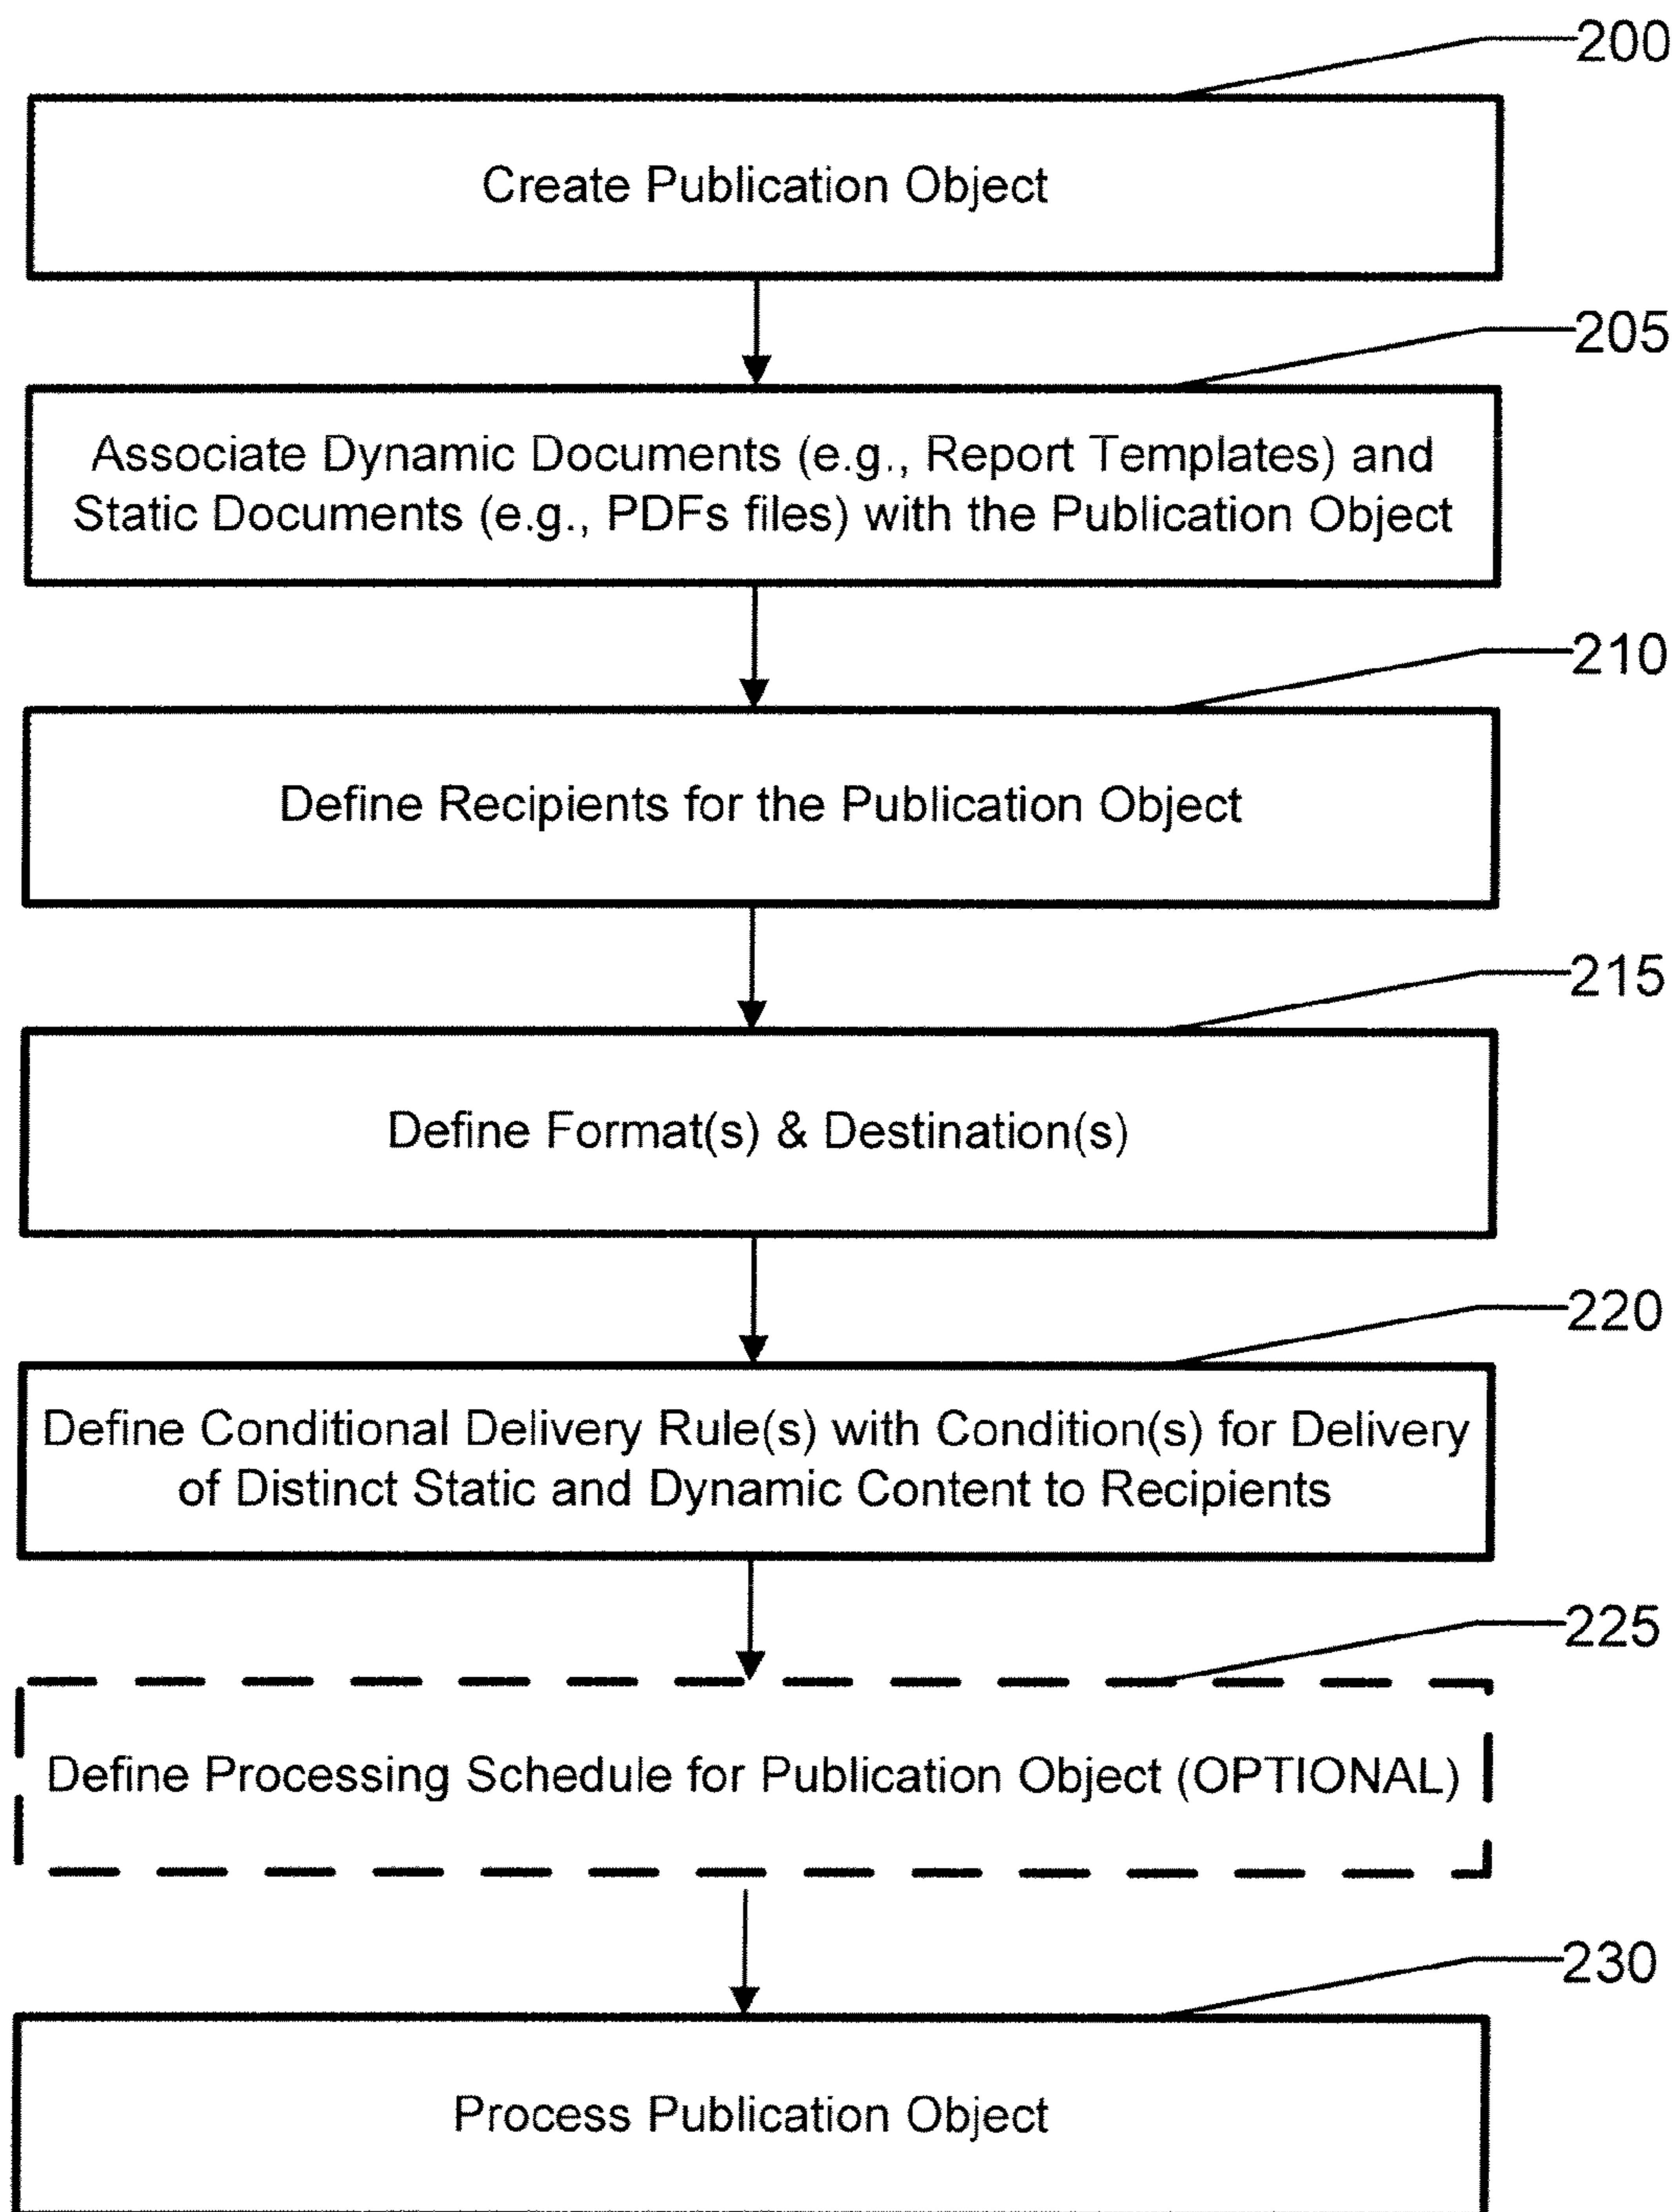 200
Create Publication Object
205
Associate Dynamic Documents (e.g., Report Templates) and
Static Documents (e.g., PDFs files) with the Publication Object
210
Define Recipients for the Publication Object
215
Define Format(s) & Destination(s)
220
Define Conditional Delivery Rule(s) with Condition(s) for Delivery
of Distinct Static and Dynamic Content to Recipients
225
Define Processing Schedule for Publication Object (OPTIONAL)
230
Process Publication Object